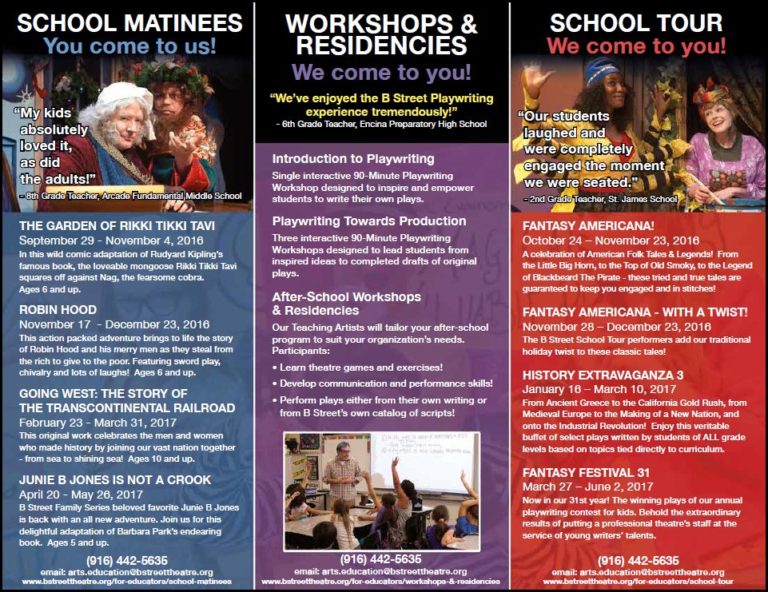 SCHOOL MATINEES
You come to us!
“My kids
absolutely
loved it,
as did
the adults!”
- 8th Grade Teacher, Arcade Fundamental Middle School
THE GARDEN OF RIKKI TIKKI TAVI
September 29 - November 4, 2016
In this wild comic adaptation of Rudyard Kipling's
famous book, the loveable mongoose Rikki Tikki Tavi
squares off against Nag, the fearsome cobra.
Ages 6 and up.
ROBIN HOOD
November 17 - December 23, 2016
This action packed adventure brings to life the story
of Robin Hood and his merry men as they steal from
the rich to give to the poor. Featuring sword play,
chivalry and lots of laughs! Ages 6 and up.
GOING WEST: THE STORY OF
THE TRANSCONTINENTAL RAILROAD
February 23 - March 31, 2017
This original work celebrates the men and women
who made history by joining our vast nation together
- from sea to shining sea! Ages 10 and up.
JUNIE B JONES IS NOT A CROOK
April 20 - May 26, 2017
B Street Family Series beloved favorite Junie B Jones
is back with an all new adventure. Join us for this
delightful adaptation of Barbara Park's endearing
book. Ages 5 and up.
(916) 442-5635
email: arts.education@bstreettheatre.org
www.bstreettheatre.org/for-educators/school-matinees
WORKSHOPS &
RESIDENCIES
We come to you!
“We've enjoyed the B Street Playwriting
experience tremendously!”
- 6th Grade Teacher, Encina Preparatory High School
Introduction to Playwriting
Single interactive 90-Minute Playwriting
Workshop designed to inspire and empower
students to write their own plays.
Playwriting Towards Production
Three interactive 90-Minute Playwriting
Workshops designed to lead students from
inspired ideas to completed drafts of original
plays.
After-School Workshops
& Residencies
Our Teaching Artists will tailor your after-school
program to suit your organization's needs.
Participants:
• Learn theatre games and exercises!
• Develop communication and performance skills!
• Perform plays either from their own writing or
from B Street's own catalog of scripts!
(916) 442-5635
email: arts.education@bstreettheatre.org
www.bstreettheatre.org/for-educators/workshops-&-residencies
SCHOOL TOUR
We come to you!
“Our students
laughed and
were completely
engaged the moment
we were seated.”
- 2nd Grade Teacher, St. James School
FANTASY AMERICANA!
October 24 – November 23, 2016
A celebration of American Folk Tales & Legends! From
the Little Big Horn, to the Top of Old Smoky, to the Legend
of Blackbeard The Pirate - these tried and true tales are
guaranteed to keep you engaged and in stitches!
FANTASY AMERICANA - WITH A TWIST!
November 28 – December 23, 2016
The B Street School Tour performers add our traditional
holiday twist to these classic tales!
HISTORY EXTRAVAGANZA 3
January 16 – March 10, 2017
From Ancient Greece to the California Gold Rush, from
Medieval Europe to the Making of a New Nation, and
onto the Industrial Revolution! Enjoy this veritable
buffet of select plays written by students of ALL grade
levels based on topics tied directly to curriculum.
FANTASY FESTIVAL 31
March 27 – June 2, 2017
Now in our 31st year! The winning plays of our annual
playwriting contest for kids. Behold the extraordinary
results of putting a professional theatre's staff at the
service of young writers' talents.
(916) 442-5635
email: arts.education@bstreettheatre.org
www.bstreettheatre.org/for-educators/school-tour